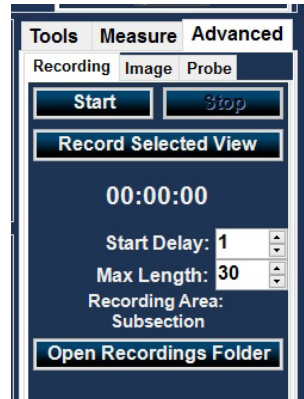 Tools Measure Advanced
Recording Image Probe
Start Stop
Record Selected View
00:00:00
Start Delay: 1
Max Length: 30
Recording Area:
Subsection
Open Recordings Folder